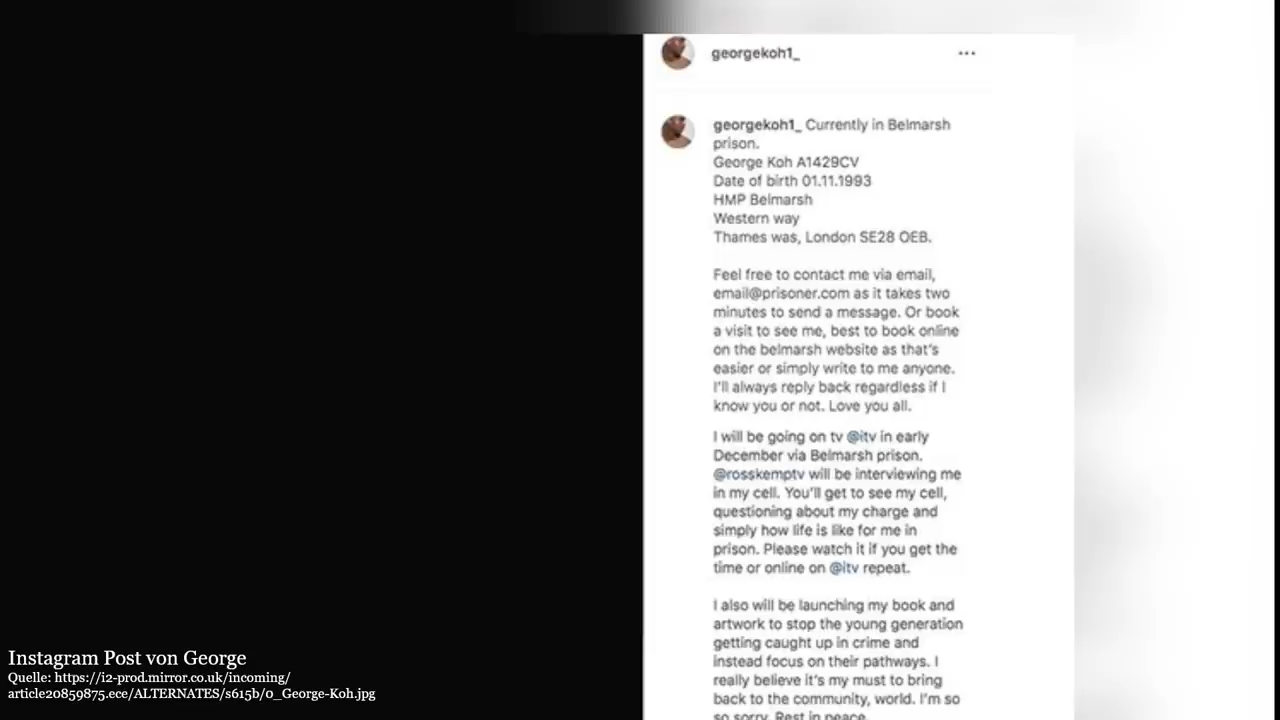 georgekoh1_ ...
georgekoh1_ Currently in Belmarsh
prison.
George Koh A1429CV
Date of birth 01.11.1993
HMP Belmarsh
Western way
Thames was, London SE28 OEB.
Feel free to contact me via email,
email@prisoner.com as it takes two
minutes to send a message. Or book
a visit to see me, best to book online
on the belmarsh website as that's
easier or simply write to me anyone.
I'll always reply back regardless if I
know you or not. Love you all.
I will be going on tv @itv in early
December via Belmarsh prison.
@rosskemptv will be interviewing me
in my cell. You'll get to see my cell,
questioning about my charge and
simply how life is like for me in
prison. Please watch it if you get the
time or online on @itv repeat.
I also will be launching my book and
artwork to stop the young generation
getting caught up in crime and
instead focus on their pathways. I
really believe it's my must to bring
back to the community, world. I'm so
so sorry. Rest in peace.
Instagram Post von George
Quelle: https://i2-prod.mirror.co.uk/incoming/
article20859875.ece/ALTERNATES/s615b/0_George-Koh.jpg